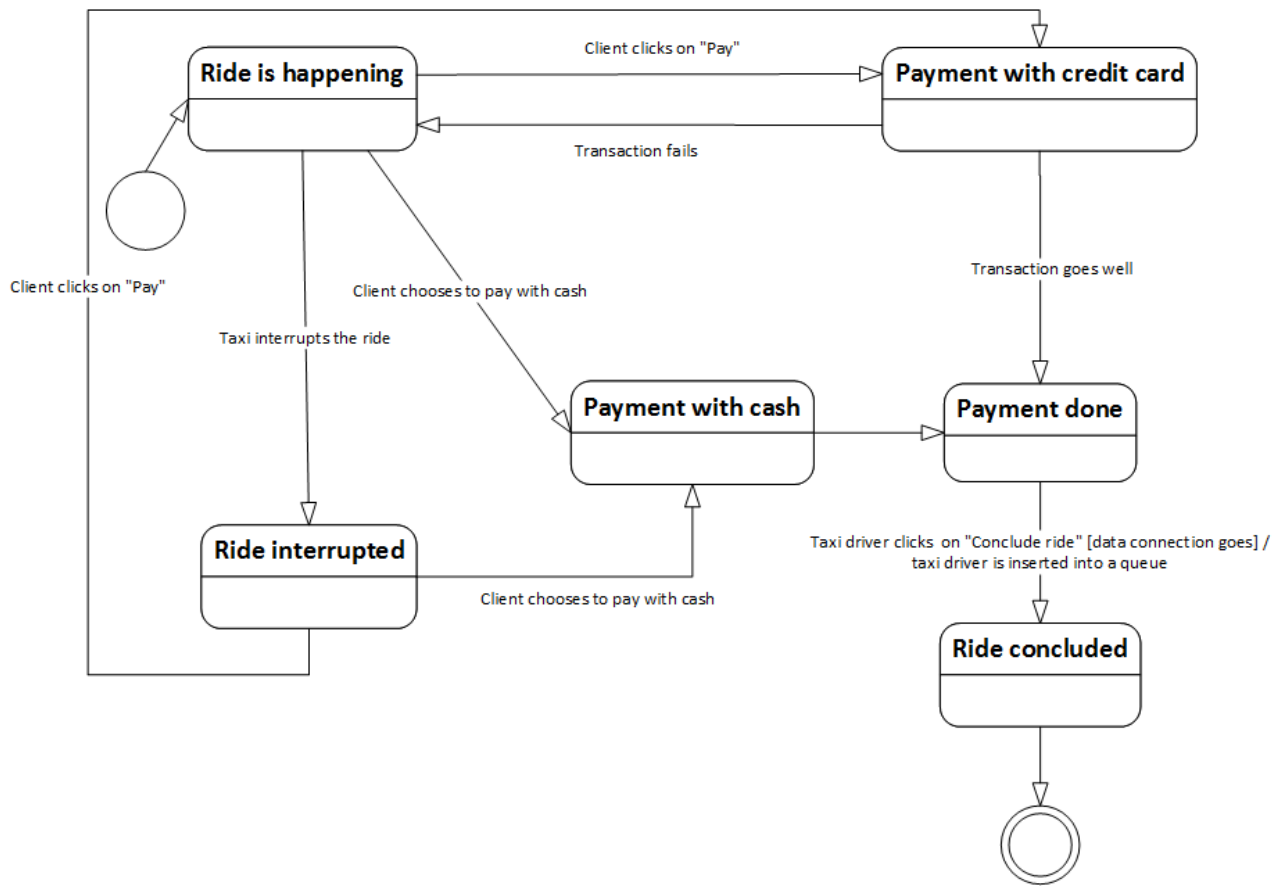 Client clicks on "Pay"
Ride is happening
Payment with credit card
Transaction fails
Transaction goes well
Client clicks on "Pay"
Client chooses to pay with cash
Taxi interrupts the ride
Payment with cash
Payment done
Ride interrupted
Taxi driver clicks on "Conclude ride" [data connection goes] /
taxi driver is inserted into a queue
Client chooses to pay with cash
Ride concluded